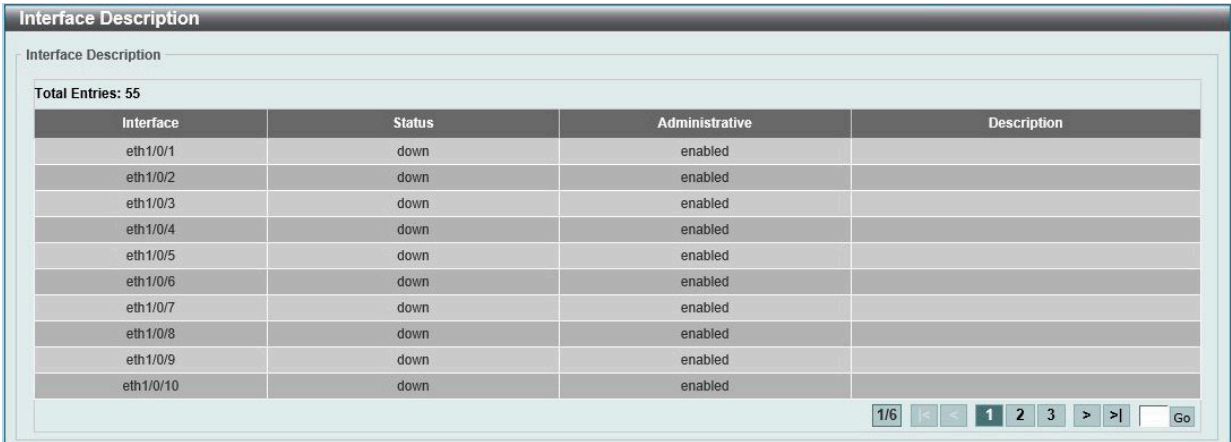 Interface Description
Interface Description
Total Entries: 55
Interface Status Administrative Description
eth1/0/1 down enabled
eth1/0/2 down enabled
eth1/0/3 down enabled
eth1/0/4 down enabled
eth1/0/5 down enabled
eth1/0/6 down enabled
eth1/0/7 down enabled
eth1/0/8 down enabled
eth1/0/9 down enabled
eth1/0/10 down enabled
1/6 |< < 1 2 3 > >| Go